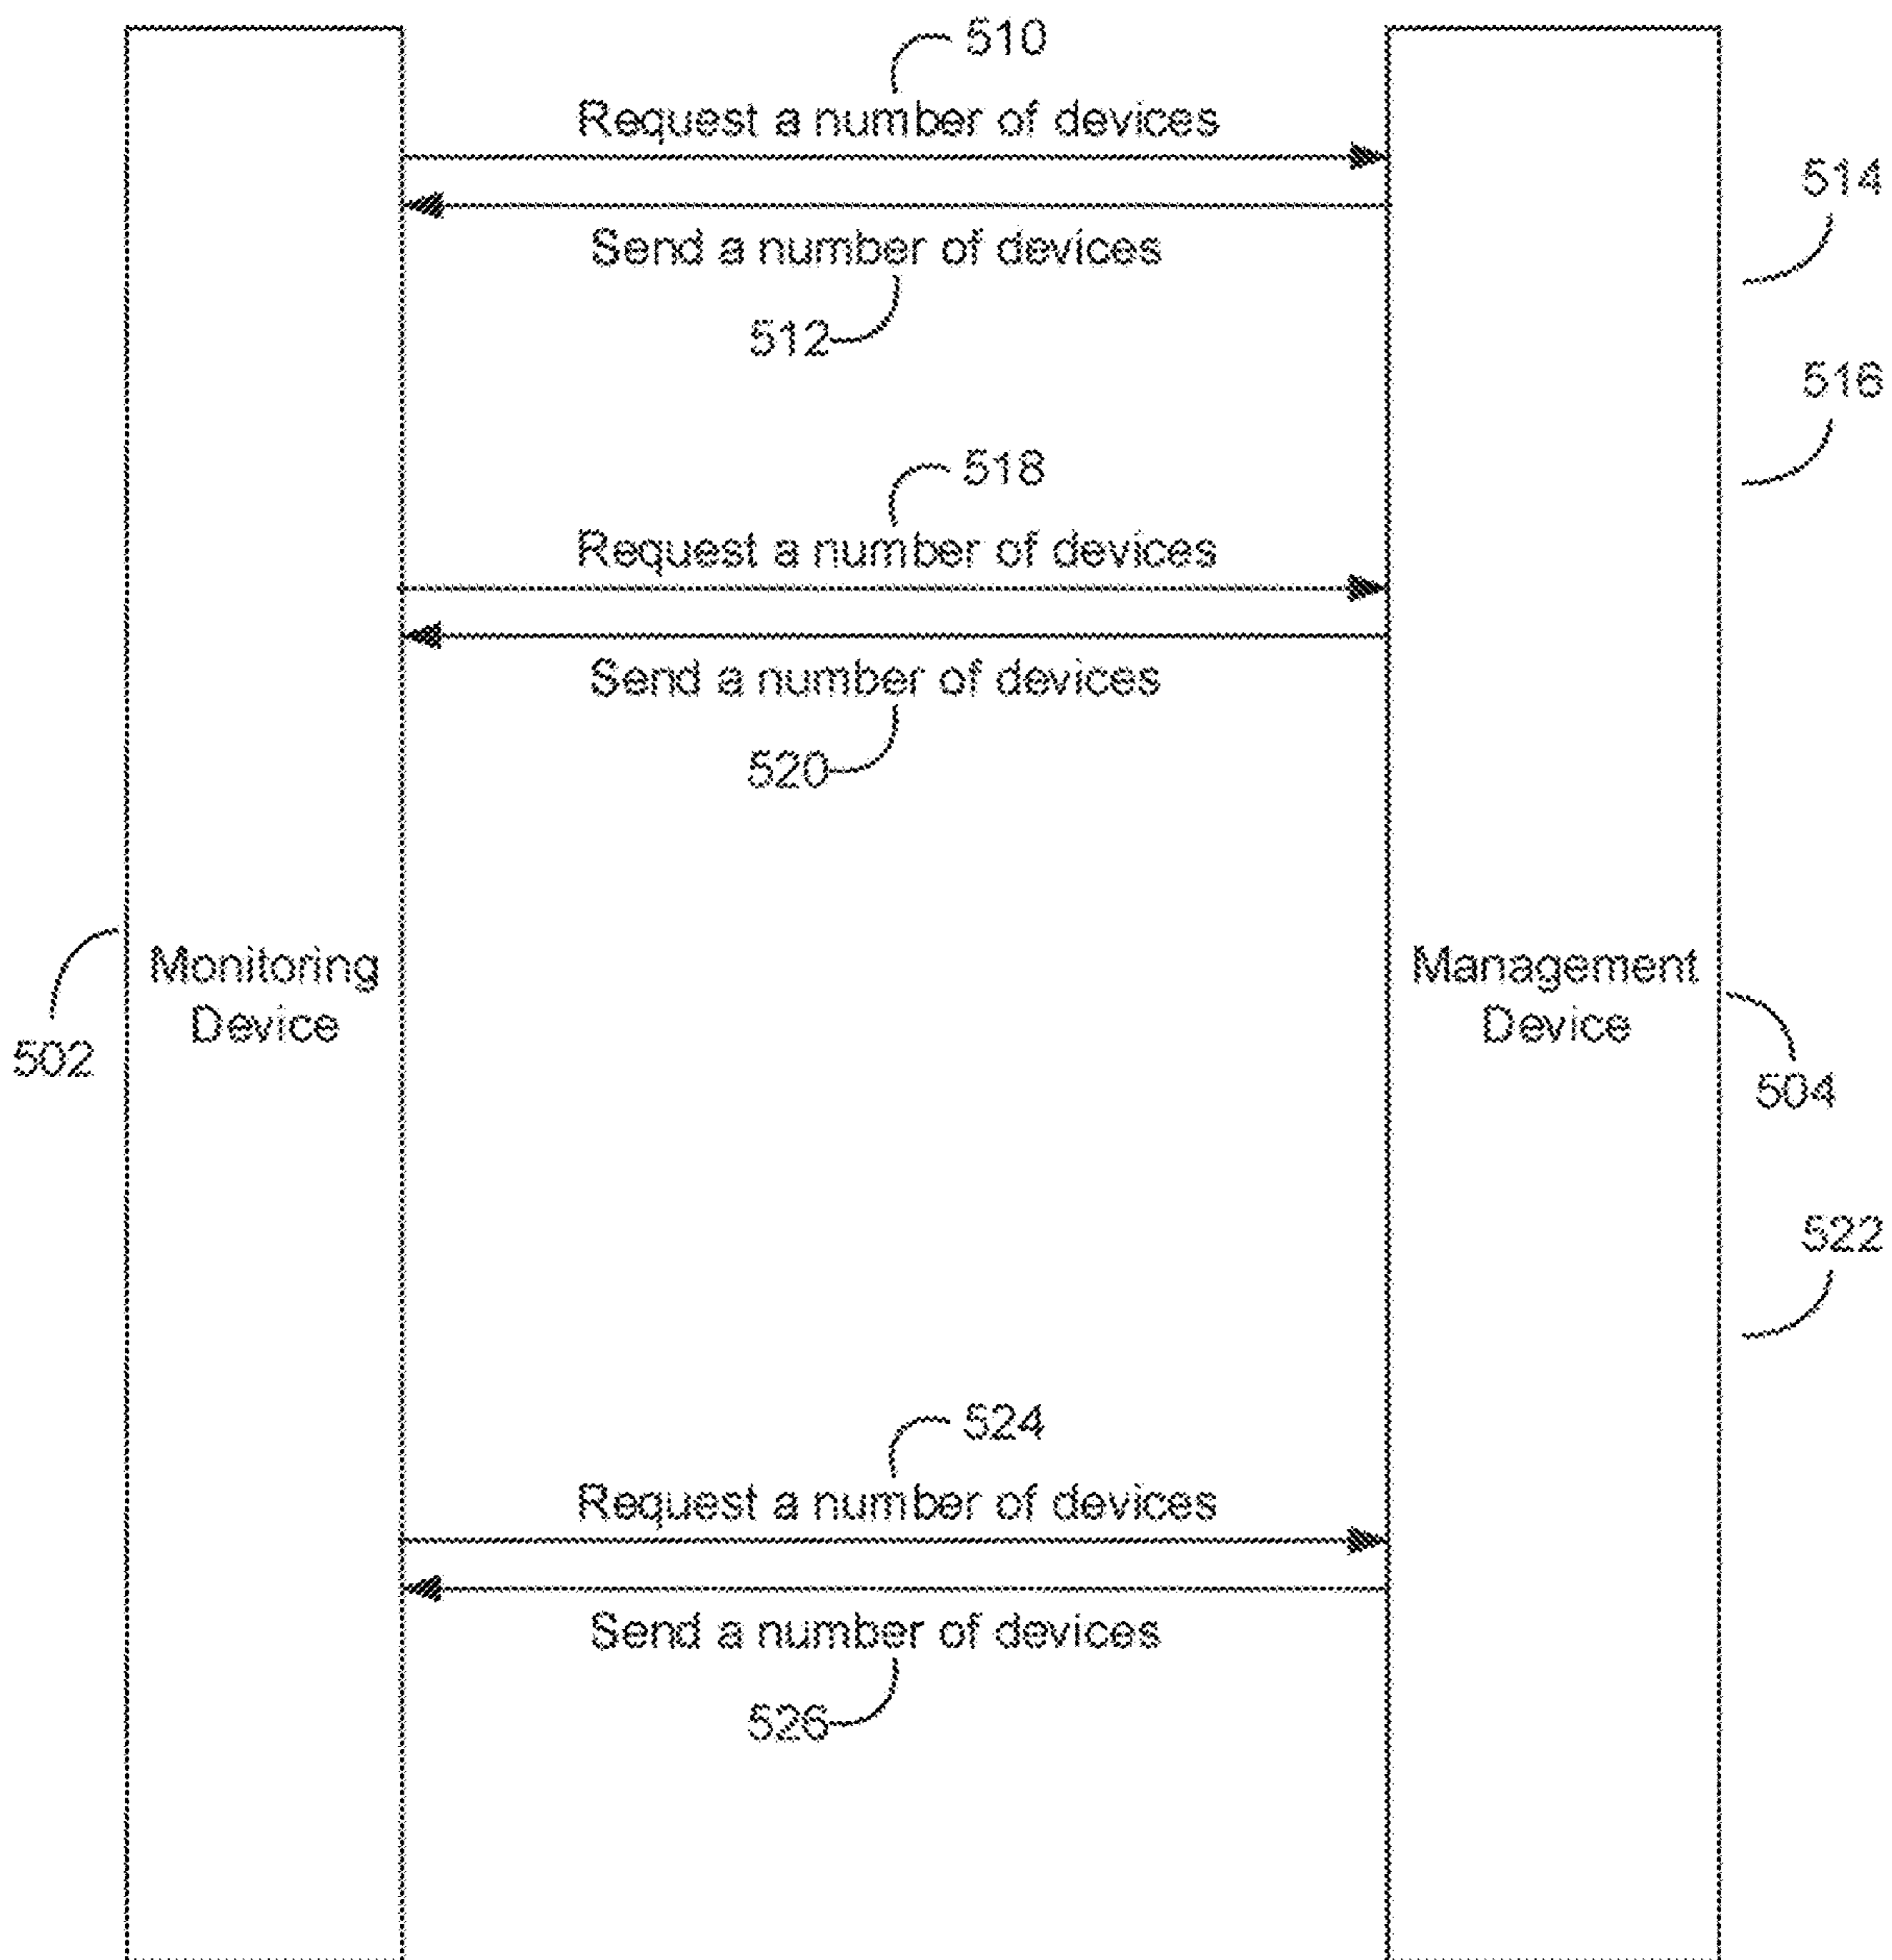 510
Request a number of devices
514
Send a number of devices
512
516
518
Request a number of devices
Send a number of devices
520
Monitoring
Device
502
Management
Device
504
522
524
Request a number of devices
Send a number of devices
526